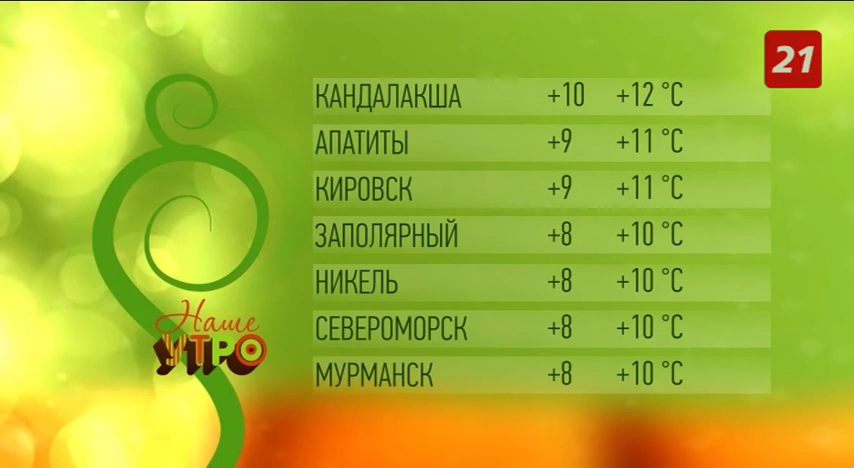 21
КАНДАЛАКША +10 +12 °C
АПАТИТЫ +9 +11 °C
КИРОВСК +9 +11 °C
ЗАПОЛЯРНЫЙ +8 +10 °C
НИКЕЛЬ +8 +10 °C
СЕВЕРОМОРСК +8 +10 °C
МУРМАНСК +8 +10 °C
Наше
УТРО